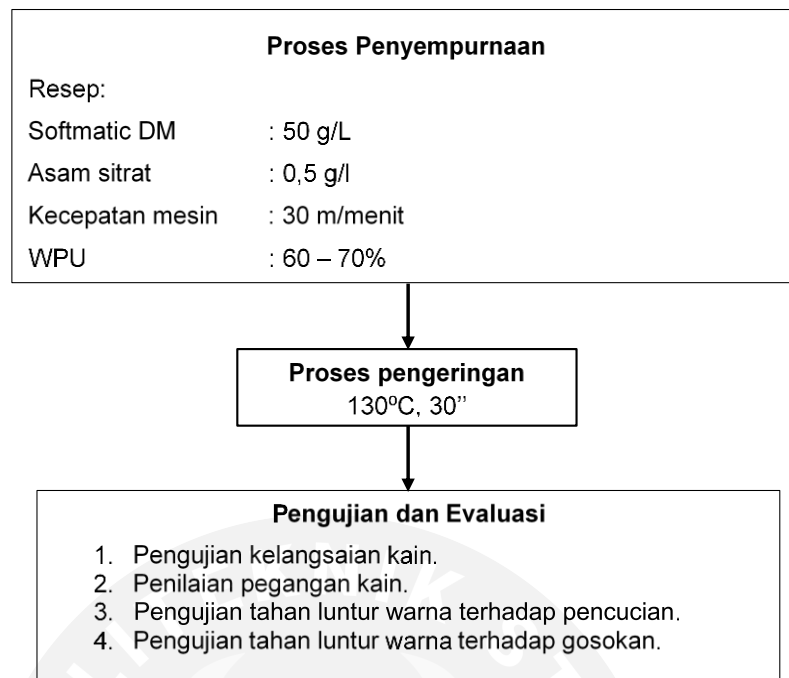 Proses Penyempurnaan
Resep:
Softmatic DM : 50 g/L
Asam sitrat : 0,5 g/l
Kecepatan mesin : 30 m/menit
WPU : 60 – 70%
Proses pengeringan
130ºC, 30’’
Pengujian dan Evaluasi
1. Pengujian kelangsaian kain.
2. Penilaian pegangan kain.
3. Pengujian tahan luntur warna terhadap pencucian.
4. Pengujian tahan luntur warna terhadap gosokan.